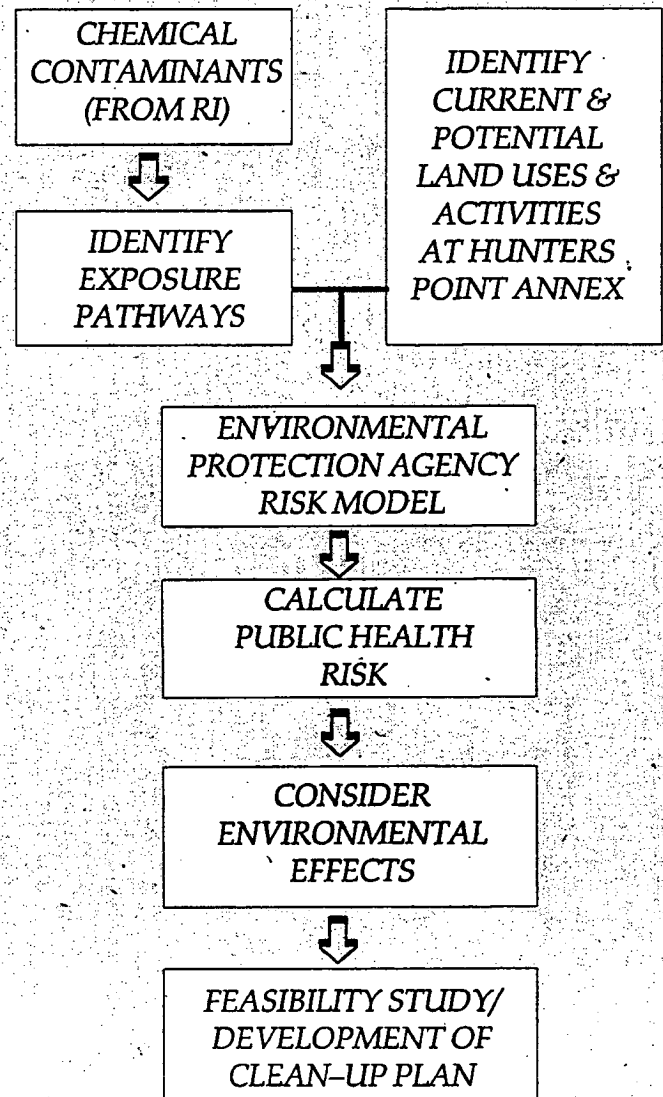 CHEMICAL
CONTAMINANTS
(FROM RI)
IDENTIFY
EXPOSURE
PATHWAYS
IDENTIFY
CURRENT &
POTENTIAL
LAND USES &
ACTIVITIES
AT HUNTERS
POINT ANNEX
ENVIRONMENTAL
PROTECTION AGENCY
RISK MODEL
CALCULATE
PUBLIC HEALTH
RISK
CONSIDER
ENVIRONMENTAL
EFFECTS
FEASIBILITY STUDY/
DEVELOPMENT OF
CLEAN-UP PLAN